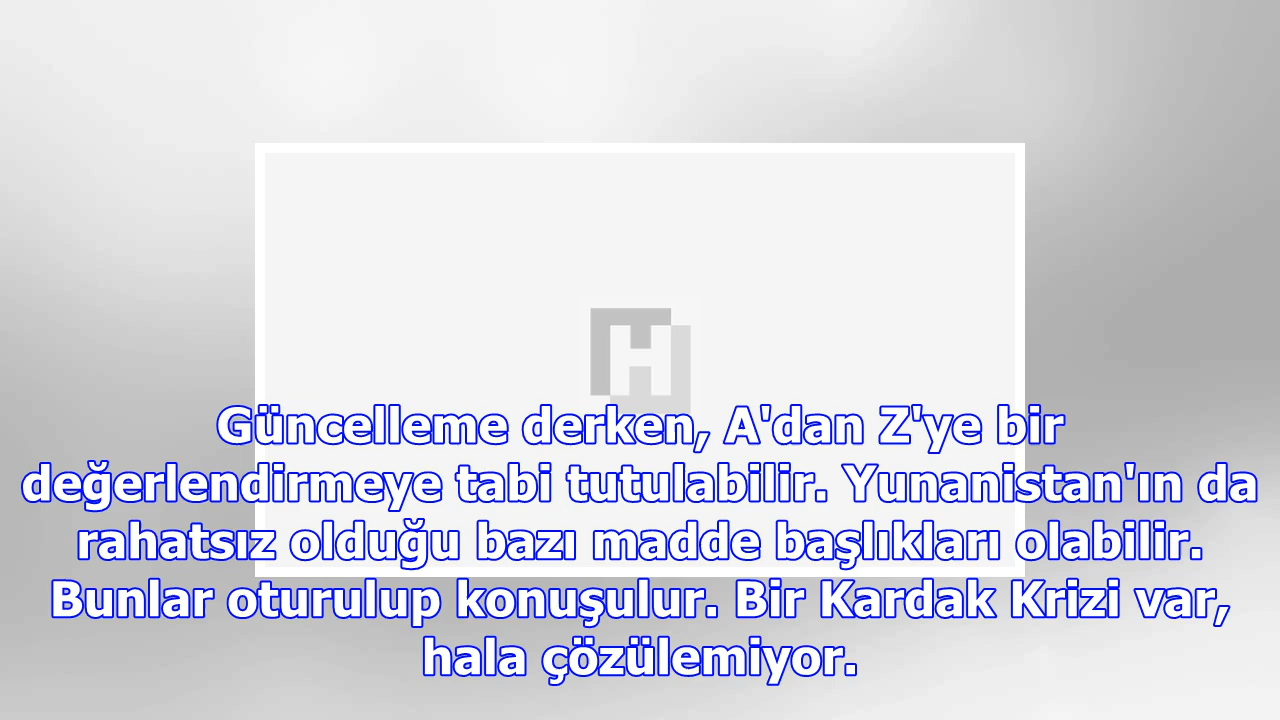 H
Güncelleme derken, A'dan Z'ye bir
değerlendirmeye tabi tutulabilir. Yunanistan'ın da
rahatsız olduğu bazı madde başlıkları olabilir.
Bunlar oturulup konuşulur. Bir Kardak Krizi var,
hala çözülemiyor.